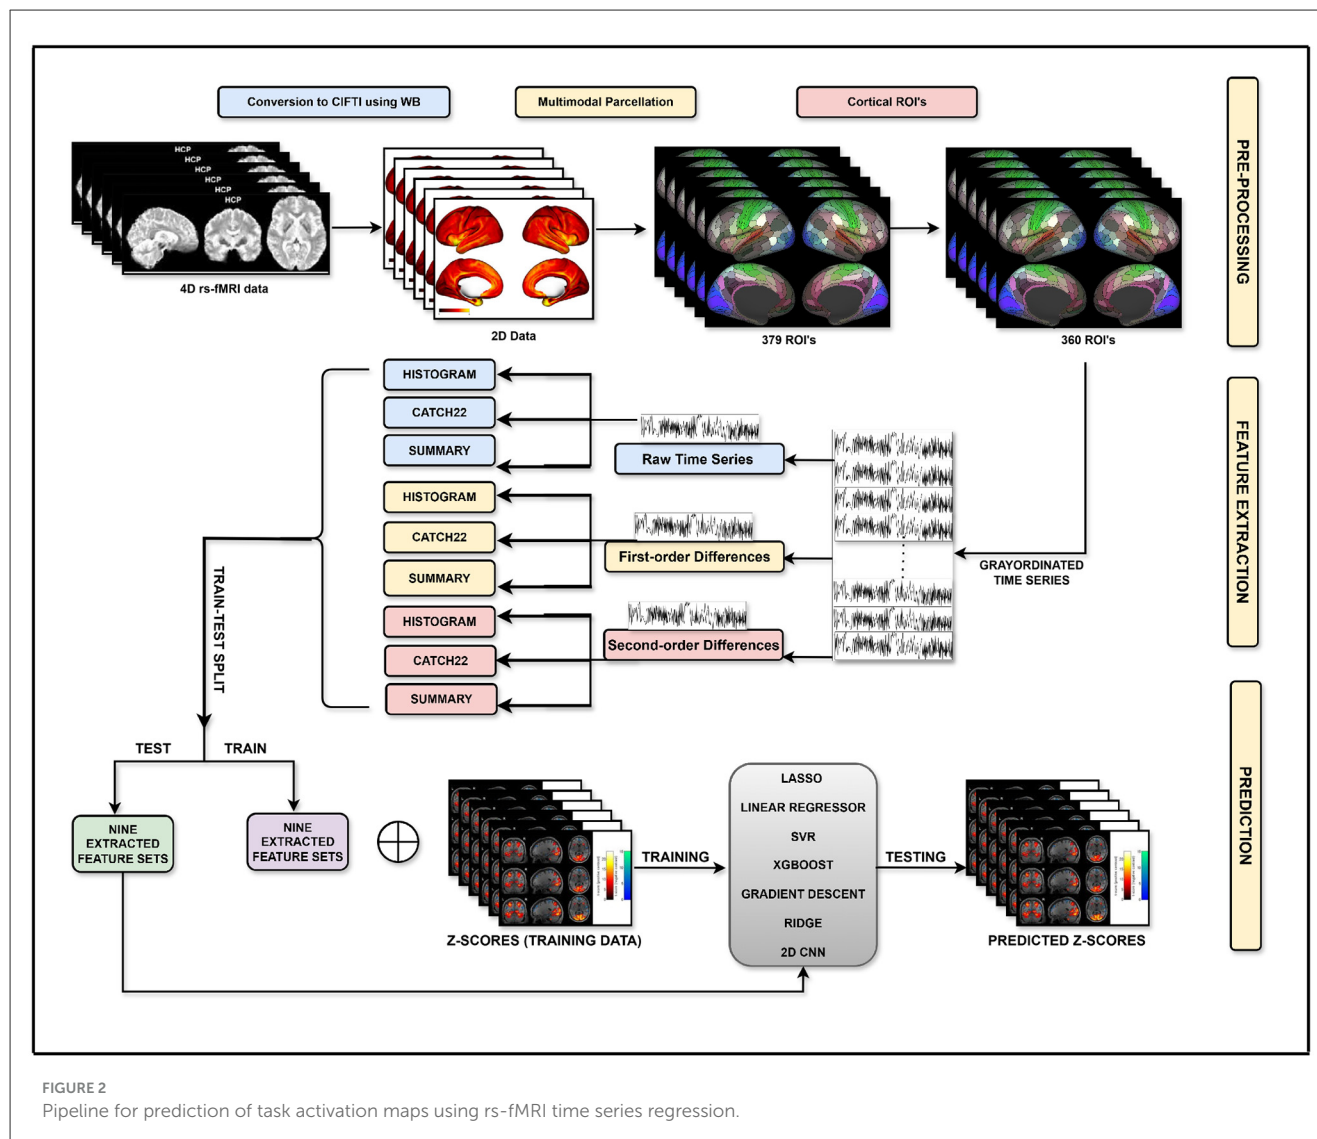 Conversion to CIFTI using WB
Multimodal Parcellation
Cortical ROI's
PRE-PROCESSING
HCP
HCP
HCP
HCP
HCP
HCP
4D rs-fMRI data
2D Data
379 ROI's
360 ROI's
HISTOGRAM
CATCH22
SUMMARY
HISTOGRAM
CATCH22
SUMMARY
HISTOGRAM
CATCH22
SUMMARY
Raw Time Series
First-order Differences
Second-order Differences
GRAYORDINATED
TIME SERIES
FEATURE EXTRACTION
TRAIN-TEST SPLIT
TEST
TRAIN
NINE
EXTRACTED
FEATURE SETS
NINE
EXTRACTED
FEATURE SETS
Z-SCORES (TRAINING DATA)
TRAINING
LASSO
LINEAR REGRESSOR
SVR
XGBOOST
GRADIENT DESCENT
RIDGE
2D CNN
TESTING
PREDICTED Z-SCORES
PREDICTION
FIGURE 2
Pipeline for prediction of task activation maps using rs-fMRI time series regression.